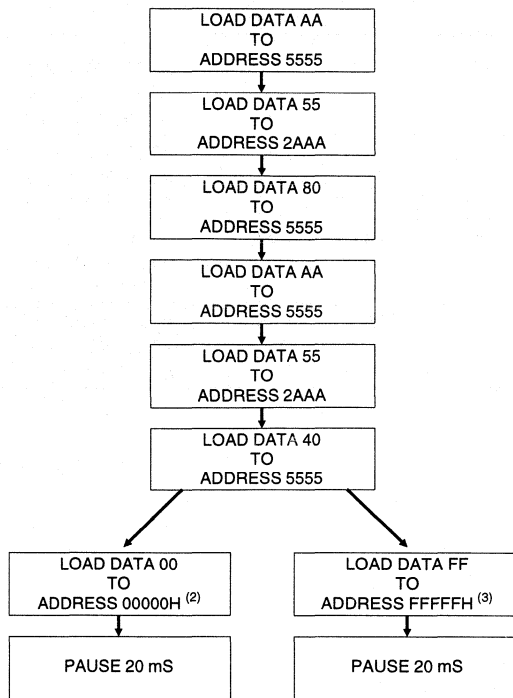 LOAD DATA AA
TO
ADDRESS 5555
LOAD DATA 55
TO
ADDRESS 2AAA
LOAD DATA 80
TO
ADDRESS 5555
LOAD DATA AA
TO
ADDRESS 5555
LOAD DATA 55
TO
ADDRESS 2AAA
LOAD DATA 40
TO
ADDRESS 5555
LOAD DATA 00
TO
ADDRESS 00000H (2)
PAUSE 20 mS
LOAD DATA FF
TO
ADDRESS FFFFFH (3)
PAUSE 20 mS